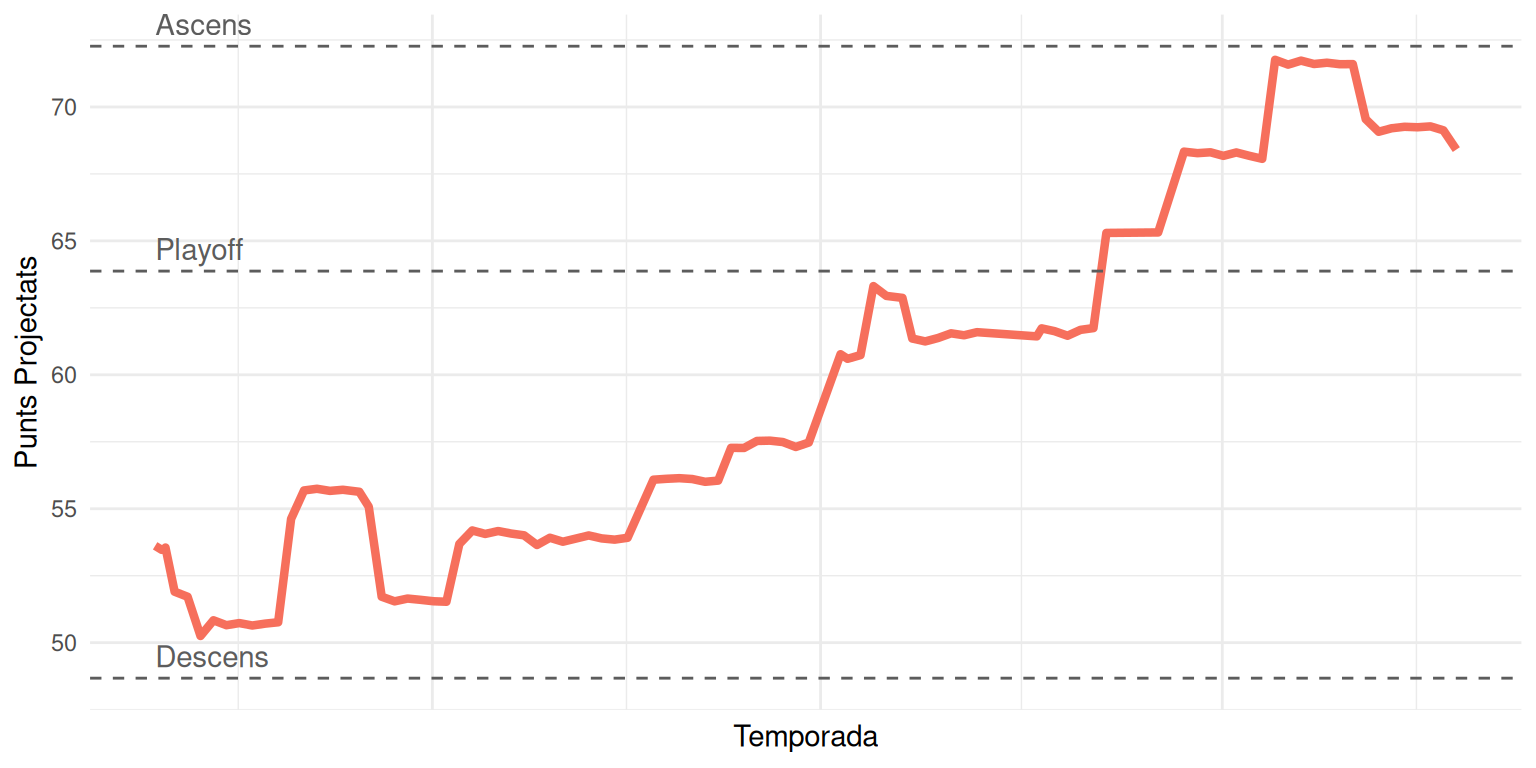 Ascens
70
65
Playoff
60
55
50
Descens
Punts Projectats
Temporada